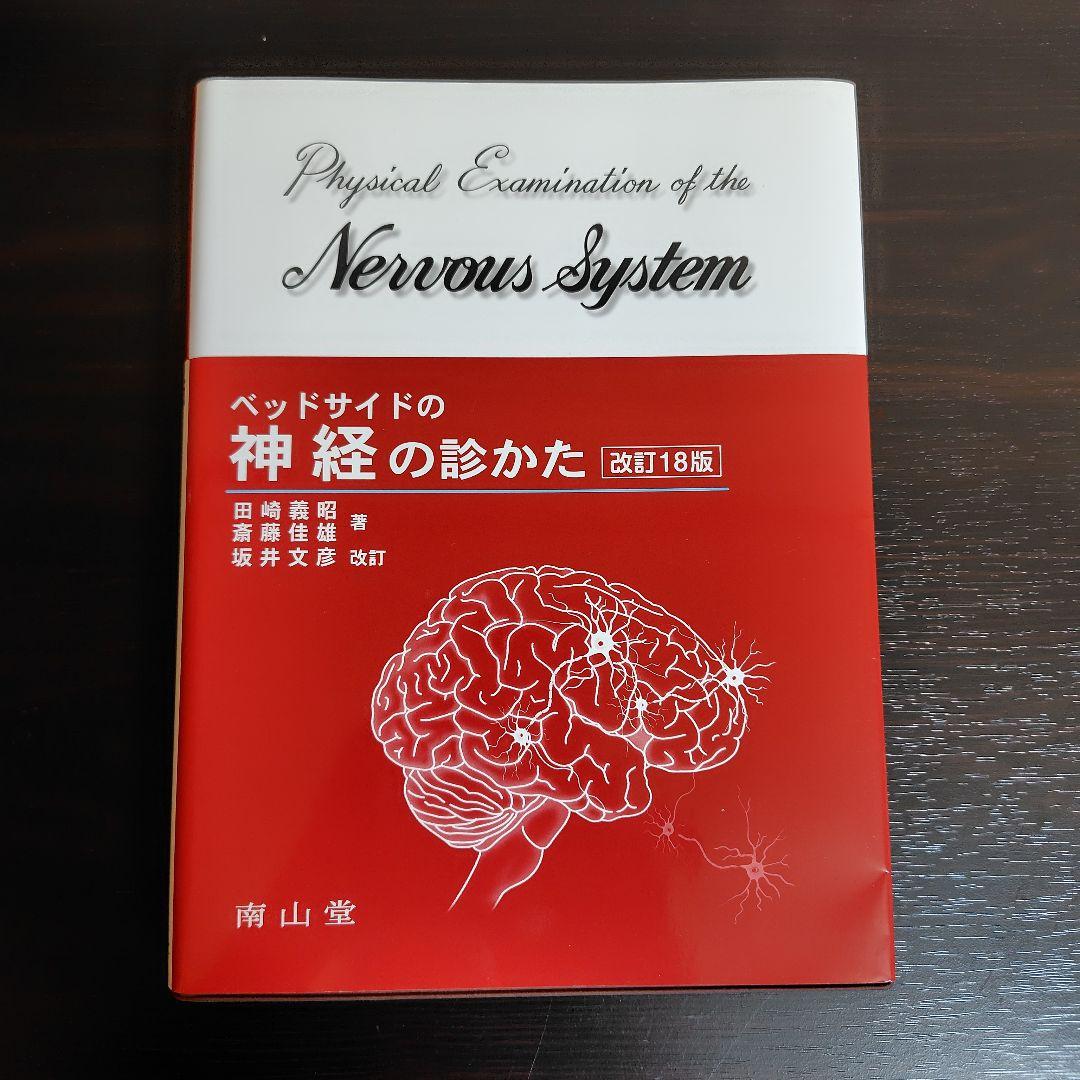 Physical Examination of the
Nervous System
ベッドサイドの
神経の診かた 改訂18版
田崎義昭
斎藤佳雄 著
坂井文彦 改訂
南山堂